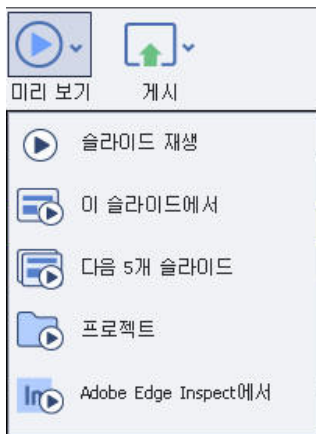 미리 보기 게시
슬라이드 재생
이 슬라이드에서
다음 5개 슬라이드
프로젝트
In
Adobe Edge Inspect에서